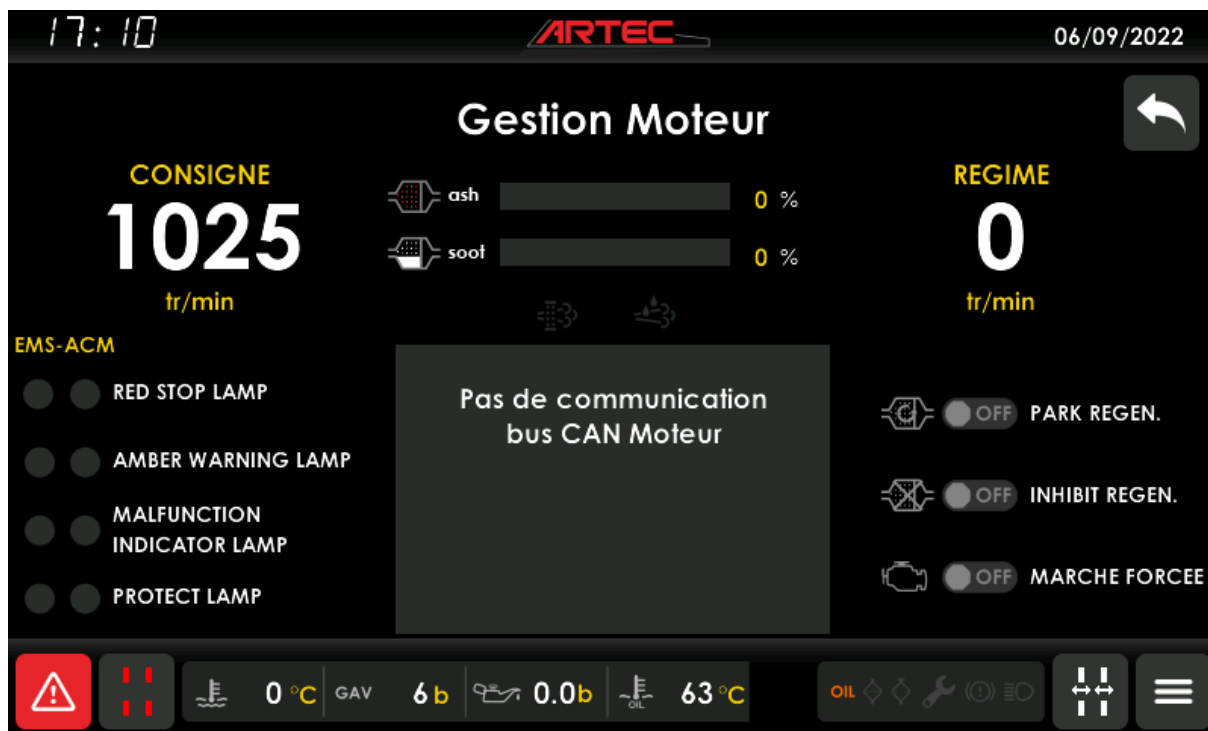 17:10
ARTEC
06/09/2022
Gestion Moteur
CONSIGNE
1025
tr/min
ash 0 %
soot 0 %
REGIME
0
tr/min
EMS-ACM
RED STOP LAMP
AMBER WARNING LAMP
MALFUNCTION
INDICATOR LAMP
PROTECT LAMP
Pas de communication
bus CAN Moteur
OFF PARK REGEN.
OFF INHIBIT REGEN.
OFF MARCHE FORCEE
0 °C GAV 6 b 0.0b OIL 63 °C OIL